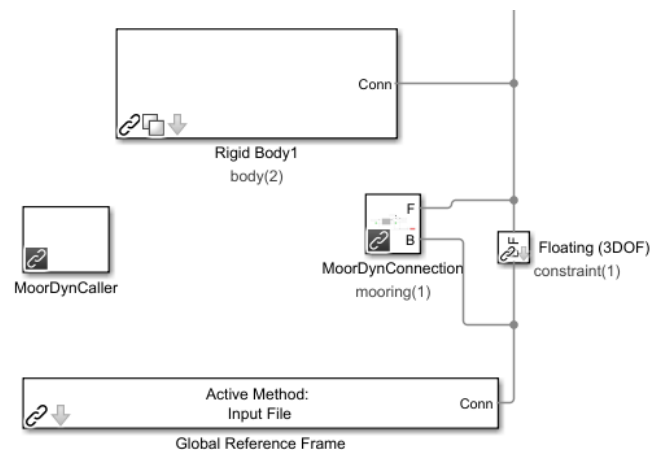 Conn
Rigid Body1
body(2)
F
B
MoorDynConnection
mooring(1)
F
Floating (3DOF)
constraint(1)
MoorDynCaller
Active Method:
Input File
Conn
Global Reference Frame